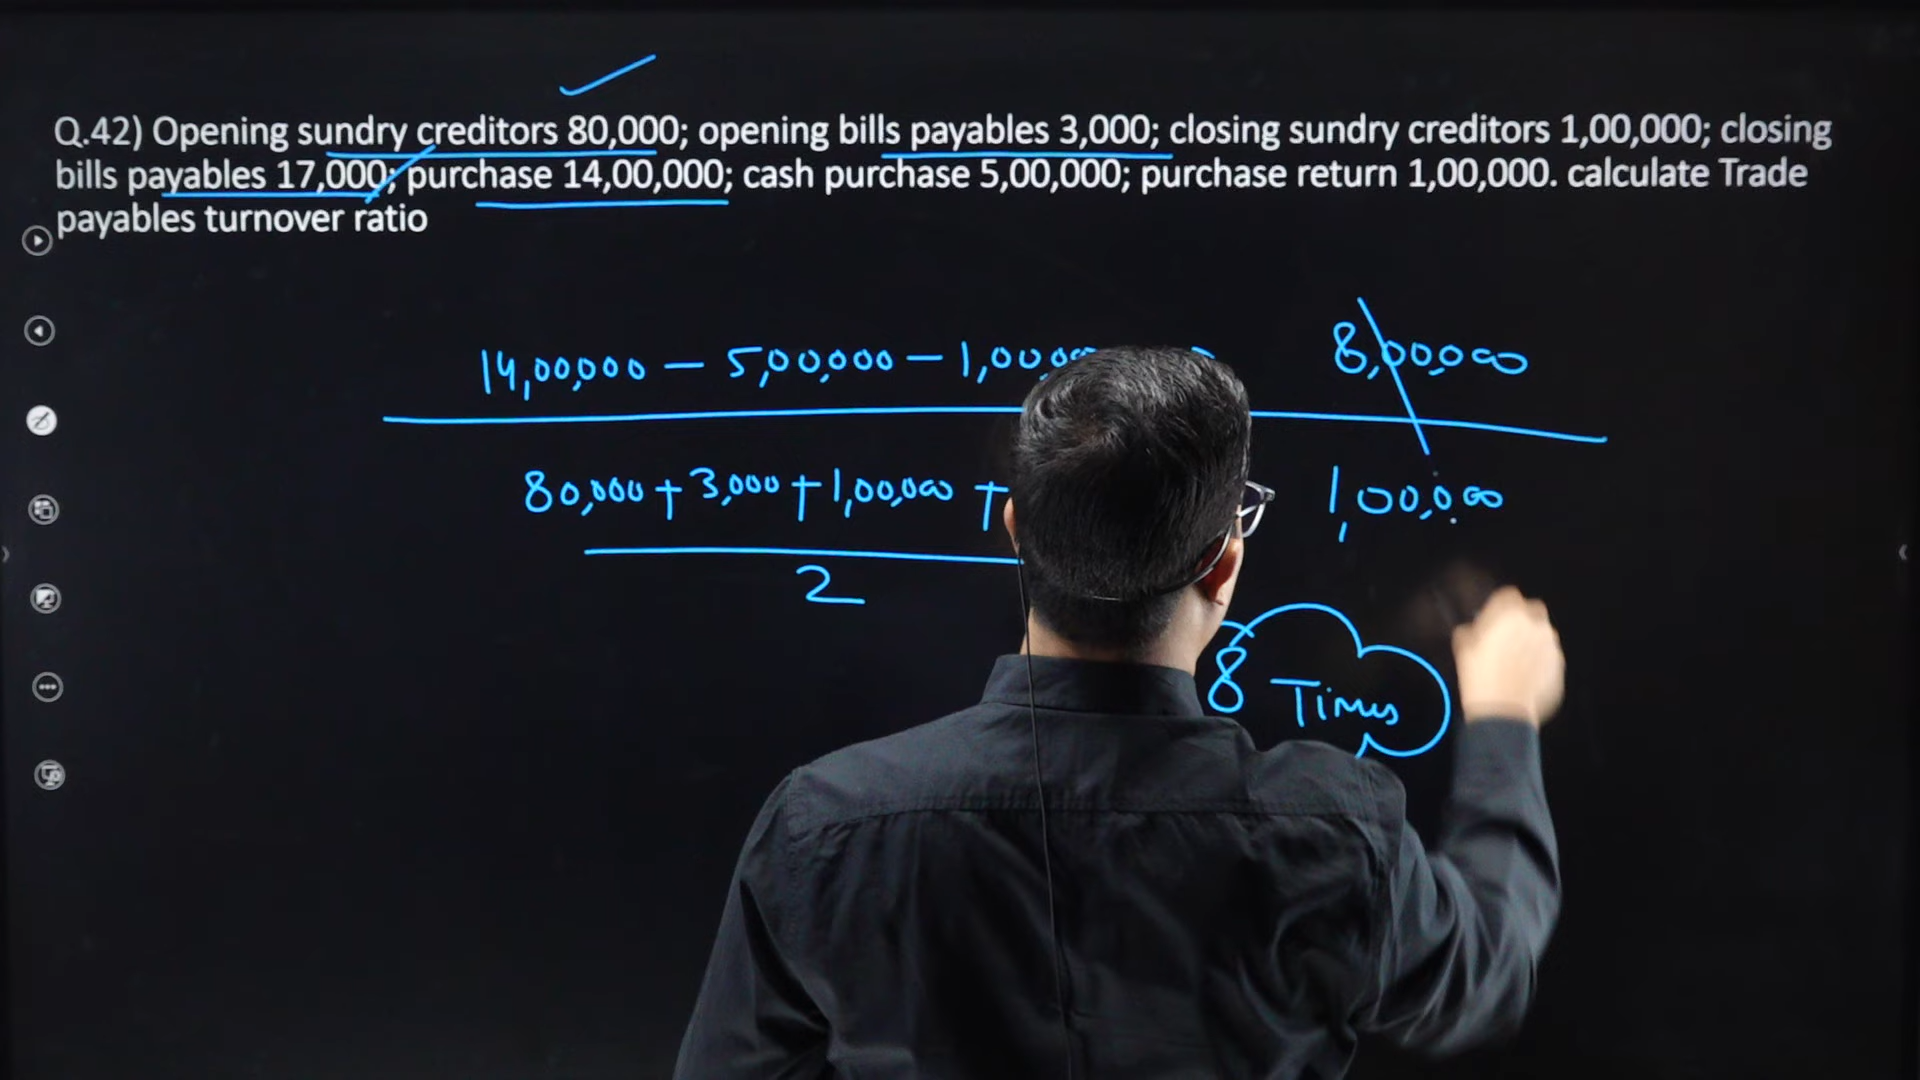 Q.42) Opening sundry creditors 80,000; opening bills payables 3,000; closing sundry creditors 1,00,000; closing
bills payables 17,000; purchase 14,00,000; cash purchase 5,00,000; purchase return 1,00,000. calculate Trade
payables turnover ratio
14,00,000 — 5,00,000 — 1,00,00 8,00,000
80,000 + 3,000 + 1,00,000 + 1,00,000
2
8 Times